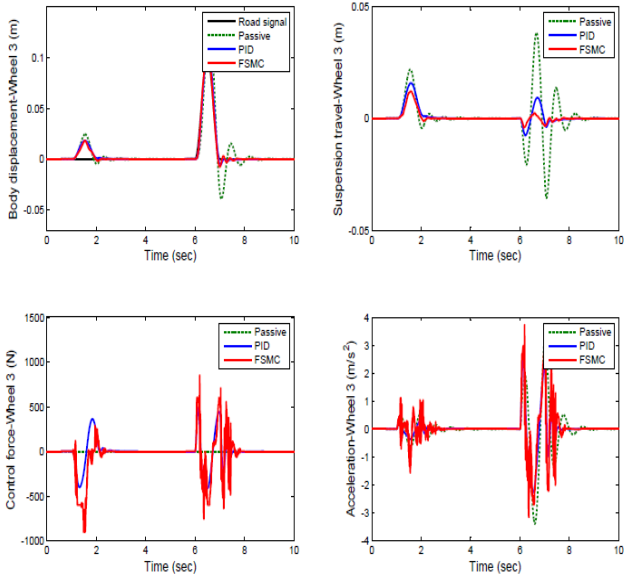 Body displacement-Wheel 3 (m)
0.1
0.05
0
-0.05
0 2 4 6 8 10
Time (sec)
Road signal
Passive
PID
FSMC
Suspension travel-Wheel 3 (m)
0.05
0
-0.05
0 2 4 6 8 10
Time (sec)
Passive
PID
FSMC
Control force-Wheel 3 (N)
1500
1000
500
0
-500
-1000
0 2 4 6 8 10
Time (sec)
Passive
PID
FSMC
Acceleration-Wheel 3 (m/s²)
4
3
2
1
0
-1
-2
-3
-4
0 2 4 6 8 10
Time (sec)
Passive
PID
FSMC